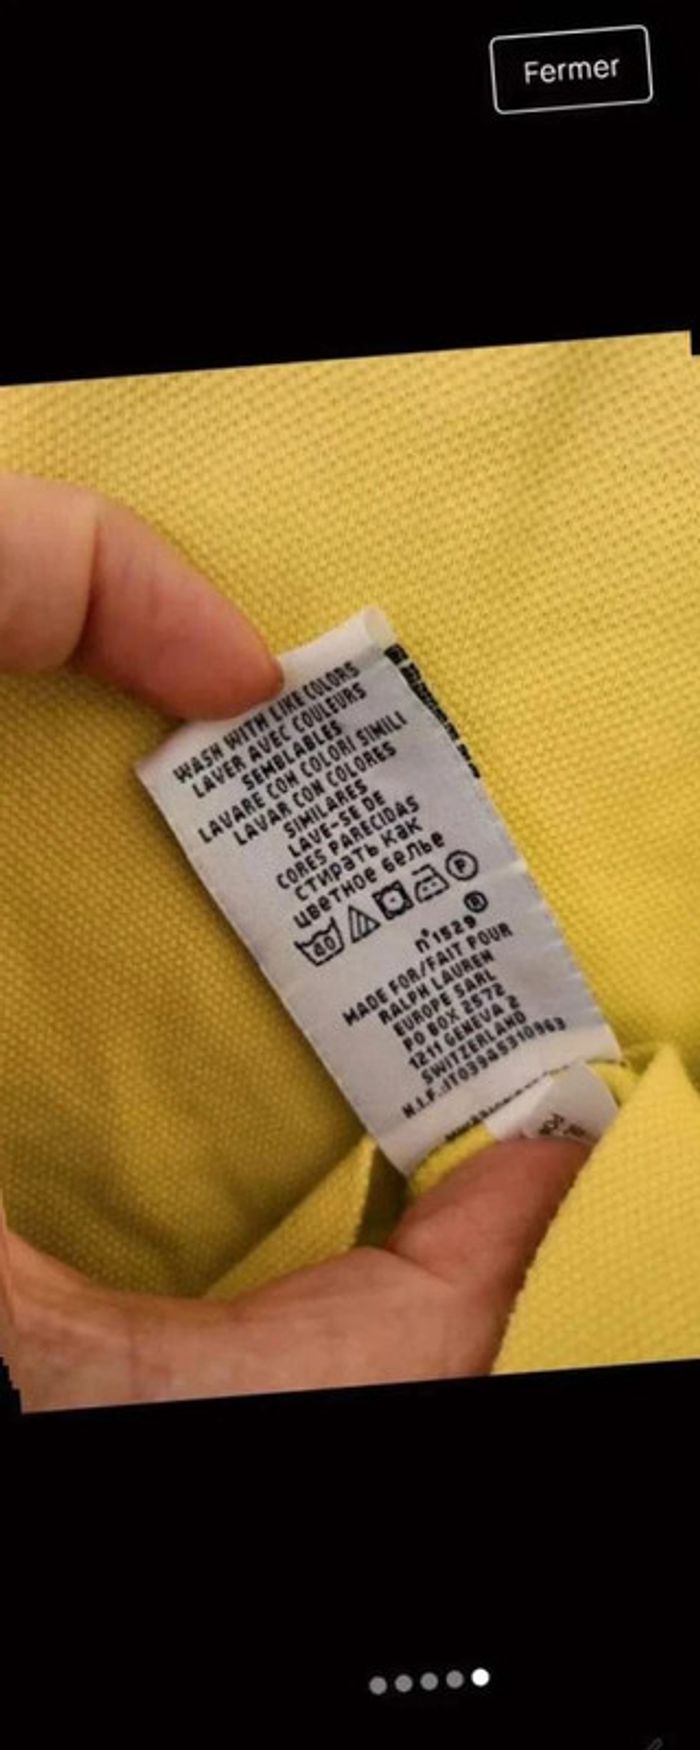 Fermer
WASH WITH LIKE COLORS
LAVER AVEC COULEURS
SEMBLABLES
LAVARE CON COLORI SIMILI
LAVAR CON COLORES
SIMILARES
LAVE-SE DE
CORES PARECIDAS
стирать как
цветное белье
40 P
®
n°1529
MADE FOR/FAIT POUR
RALPH LAUREN
EUROPE SARL
PO BOX 2572
1211 GENEVA 2
SWITZERLAND
N.I.F.:IT039AS310963